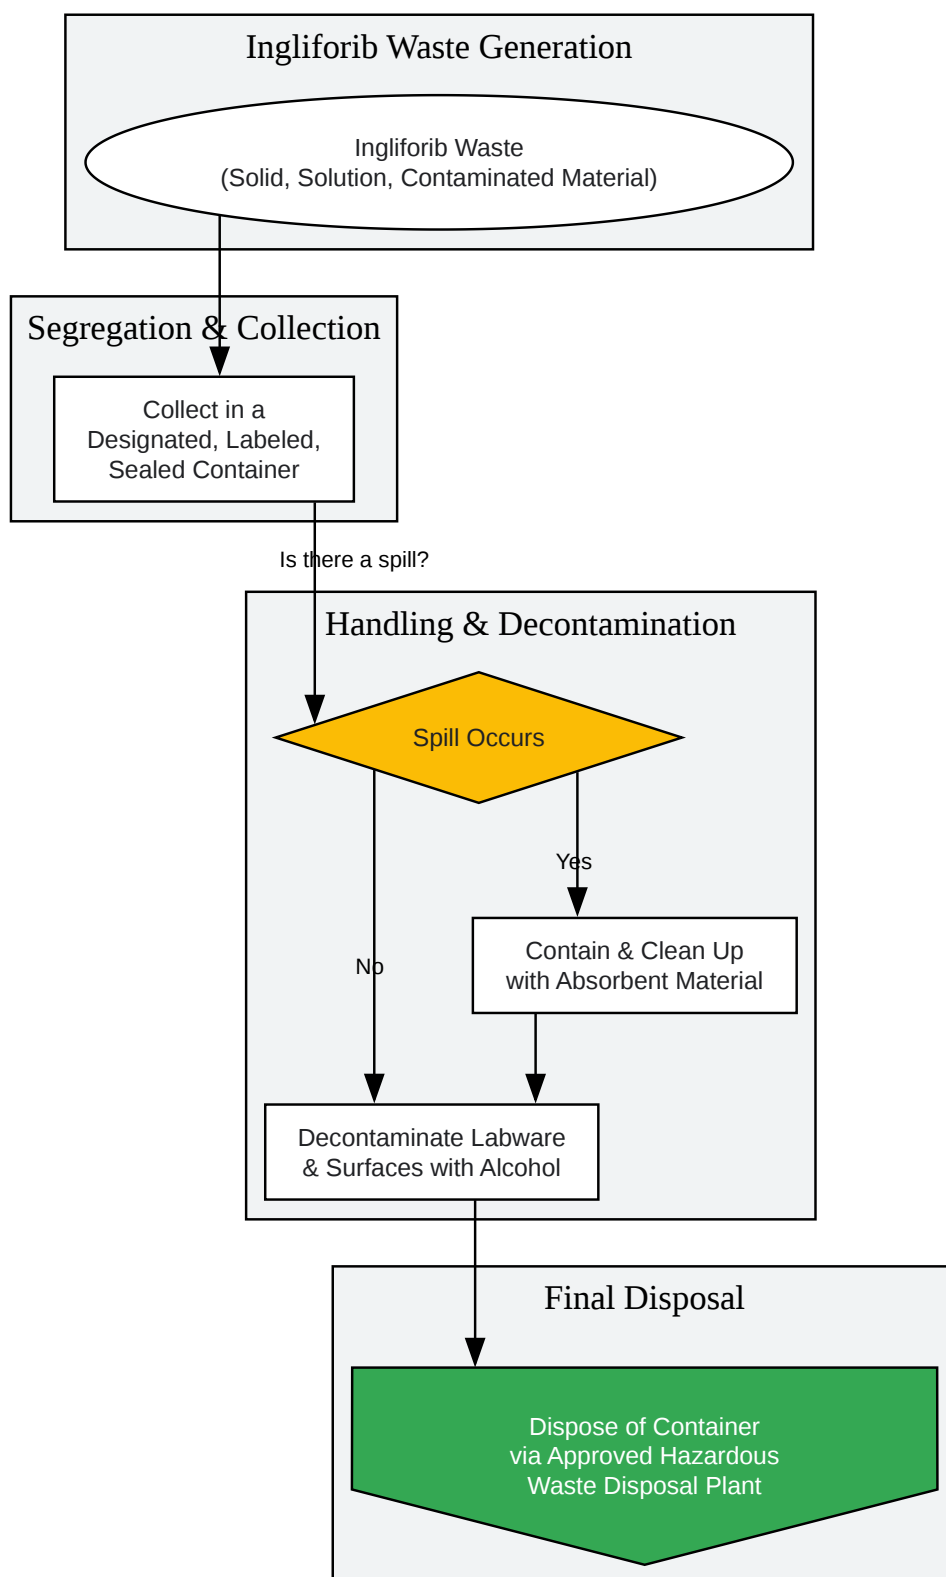 Ingliforib Waste Generation
Ingliforib Waste
(Solid, Solution, Contaminated Material)
Segregation & Collection
Collect in a
Designated, Labeled,
Sealed Container
Is there a spill?
Handling & Decontamination
Spill Occurs
Yes
Contain & Clean Up
with Absorbent Material
No
Decontaminate Labware
& Surfaces with Alcohol
Final Disposal
Dispose of Container
via Approved Hazardous
Waste Disposal Plant